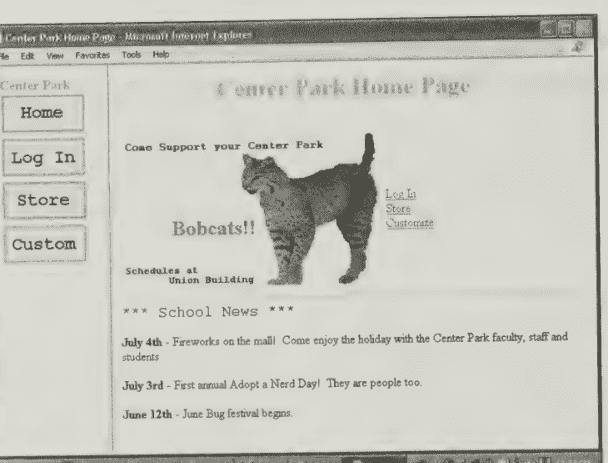 Center Park Home Page - Microsoft Internet Explorer
File Edit View Favorites Tools Help
Center Park
Home
Log In
Store
Custom
Center Park Home Page
Come Support your Center Park
Bobcats!!
Log In
Store
Customize
Schedules at
Union Building
*** School News ***
July 4th - Fireworks on the mall! Come enjoy the holiday with the Center Park faculty, staff and
students
July 3rd - First annual Adopt a Nerd Day! They are people too.
June 12th - June Bug festival begins.